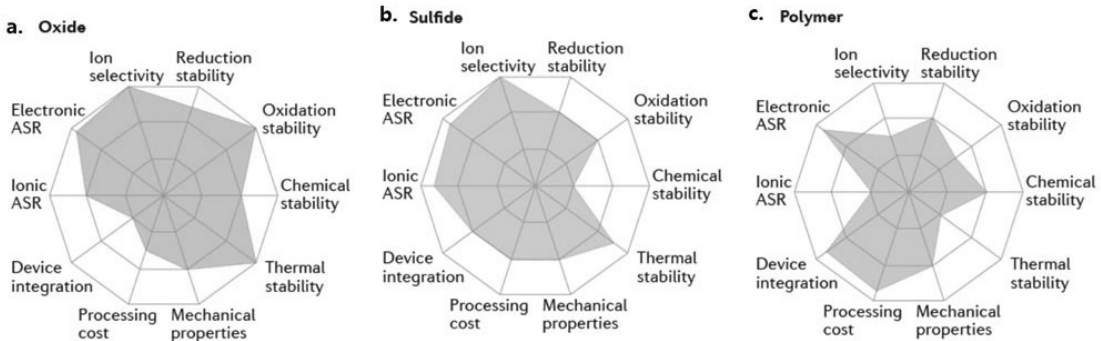 a. Oxide
Ion
selectivity
Reduction
stability
Oxidation
stability
Chemical
stability
Thermal
stability
Mechanical
properties
Processing
cost
Device
integration
Ionic
ASR
Electronic
ASR
b. Sulfide
Ion
selectivity
Reduction
stability
Oxidation
stability
Chemical
stability
Thermal
stability
Mechanical
properties
Processing
cost
Device
integration
Ionic
ASR
Electronic
ASR
c. Polymer
Ion
selectivity
Reduction
stability
Oxidation
stability
Chemical
stability
Thermal
stability
Mechanical
properties
Processing
cost
Device
integration
Ionic
ASR
Electronic
ASR